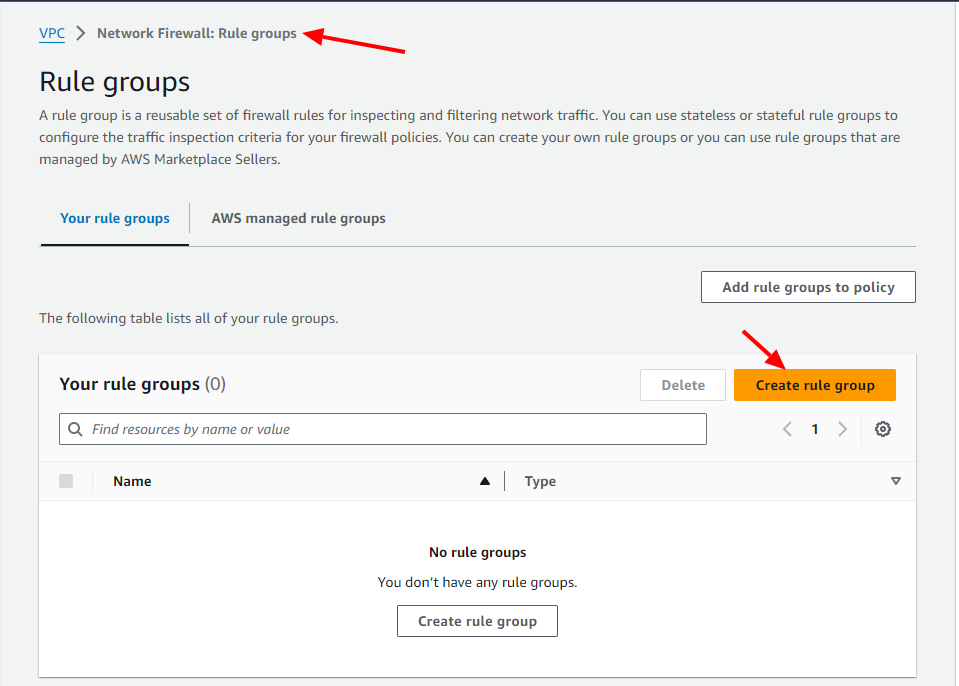 VPC > Network Firewall: Rule groups
Rule groups
A rule group is a reusable set of firewall rules for inspecting and filtering network traffic. You can use stateless or stateful rule groups to
configure the traffic inspection criteria for your firewall policies. You can create your own rule groups or you can use rule groups that are
managed by AWS Marketplace Sellers.
Your rule groups AWS managed rule groups
Add rule groups to policy
The following table lists all of your rule groups.
Your rule groups (0) Delete Create rule group
Find resources by name or value 1
Name Type
No rule groups
You don't have any rule groups.
Create rule group